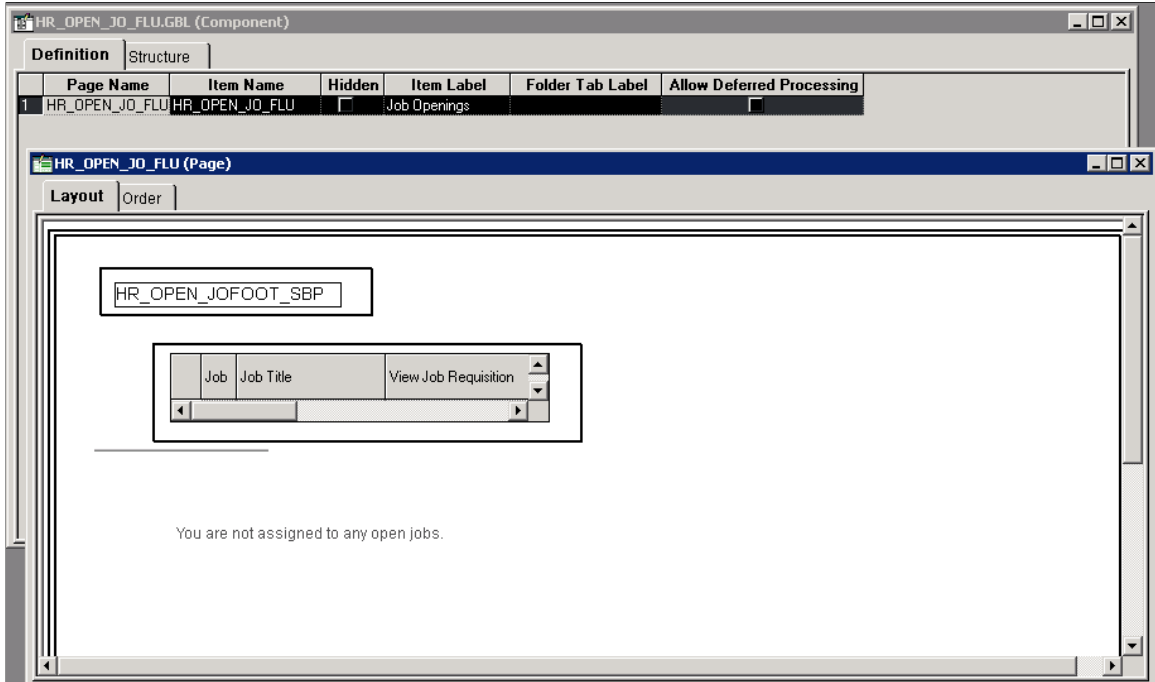 HR_OPEN_JO_FLU.GBL (Component)
Definition Structure
Page Name Item Name Hidden Item Label Folder Tab Label Allow Deferred Processing
1 HR_OPEN_JO_FLU HR_OPEN_JO_FLU Job Openings
HR_OPEN_JO_FLU (Page)
Layout Order
HR_OPEN_JOFOOT_SBP
Job Job Title View Job Requisition
You are not assigned to any open jobs.